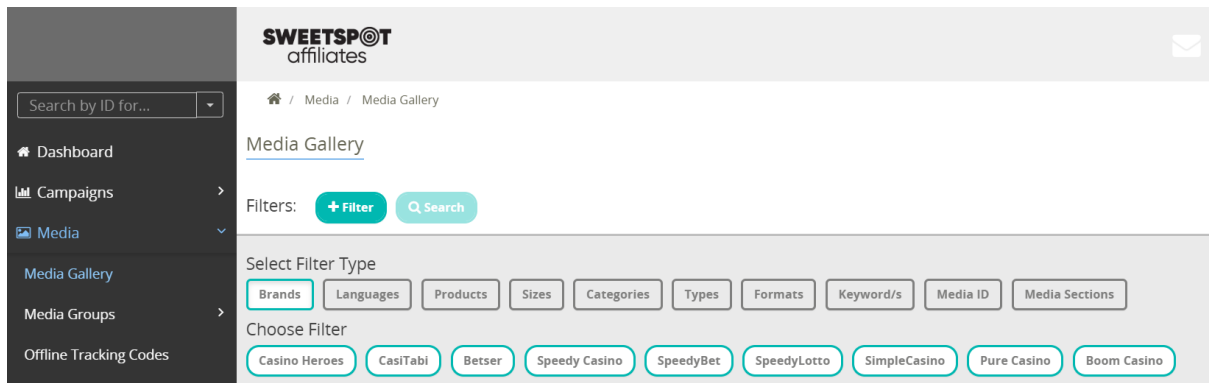 SWEETSPOT
affiliates
Search by ID for...
/ Media / Media Gallery
Dashboard
Media Gallery
Campaigns
Filters: + Filter Search
Media
Select Filter Type
Media Gallery
Brands Languages Products Sizes Categories Types Formats Keyword/s Media ID Media Sections
Media Groups
Choose Filter
Offline Tracking Codes
Casino Heroes CasiTabi Betser Speedy Casino SpeedyBet SpeedyLotto SimpleCasino Pure Casino Boom Casino